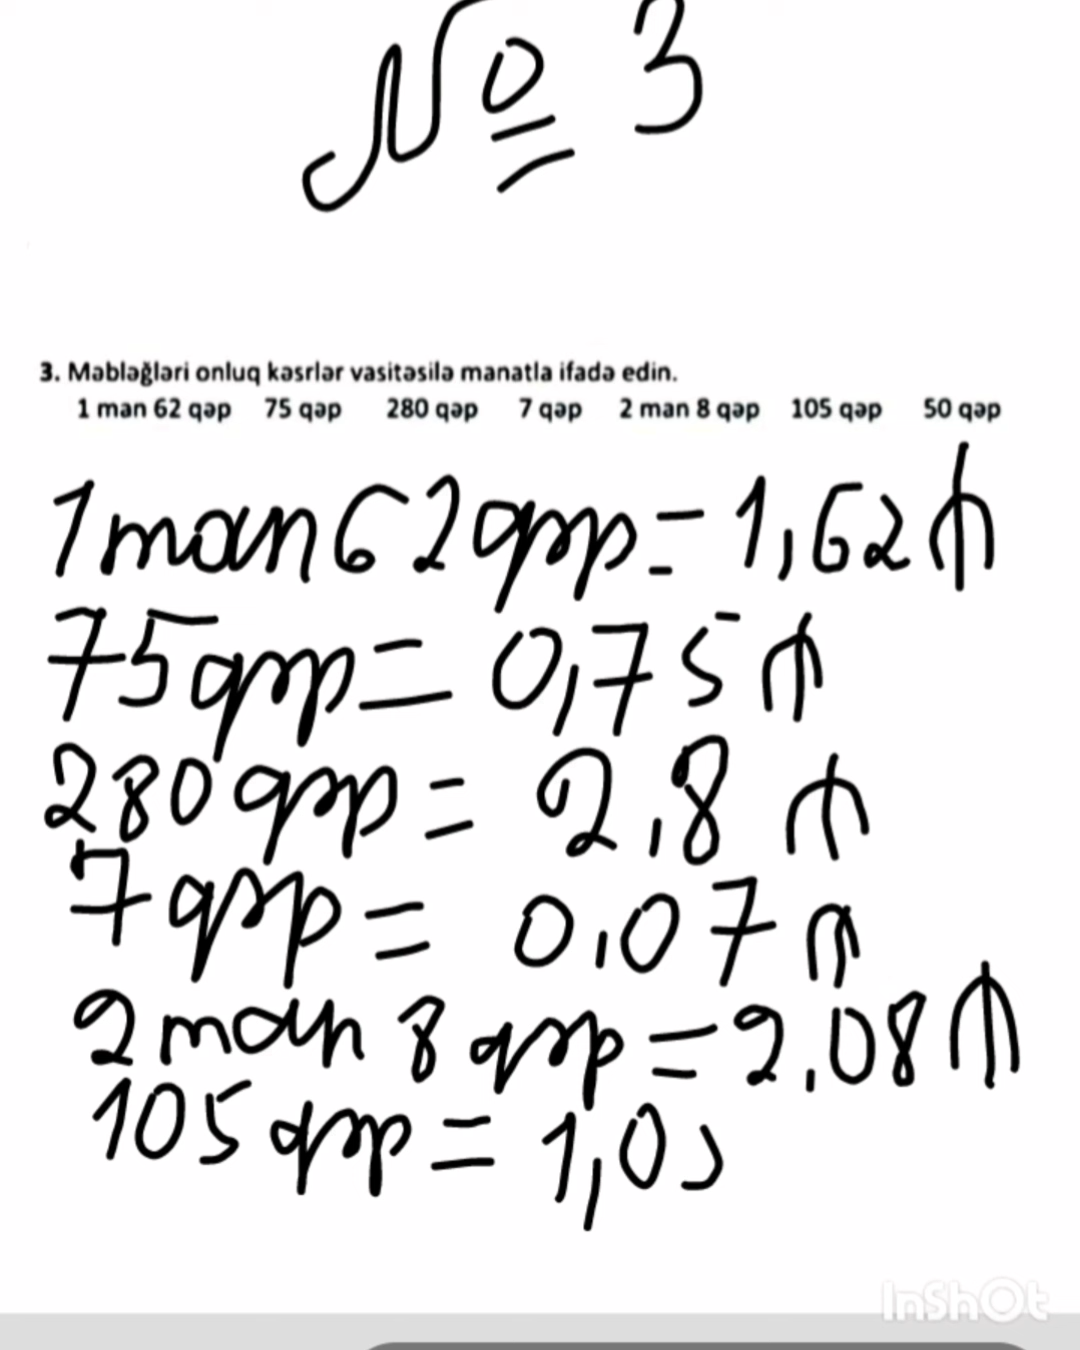 № 3
3. Məbləğləri onluq kəsrlər vasitəsilə manatla ifadə edin.
1 man 62 qəp 75 qəp 280 qəp 7 qəp 2 man 8 qəp 105 qəp 50 qəp
1 man 62 qəp = 1,62 ₼
75 qəp = 0,75 ₼
280 qəp = 2,8 ₼
7 qəp = 0,07 ₼
2 man 8 qəp = 2,08 ₼
105 qəp = 1,05
InShOt